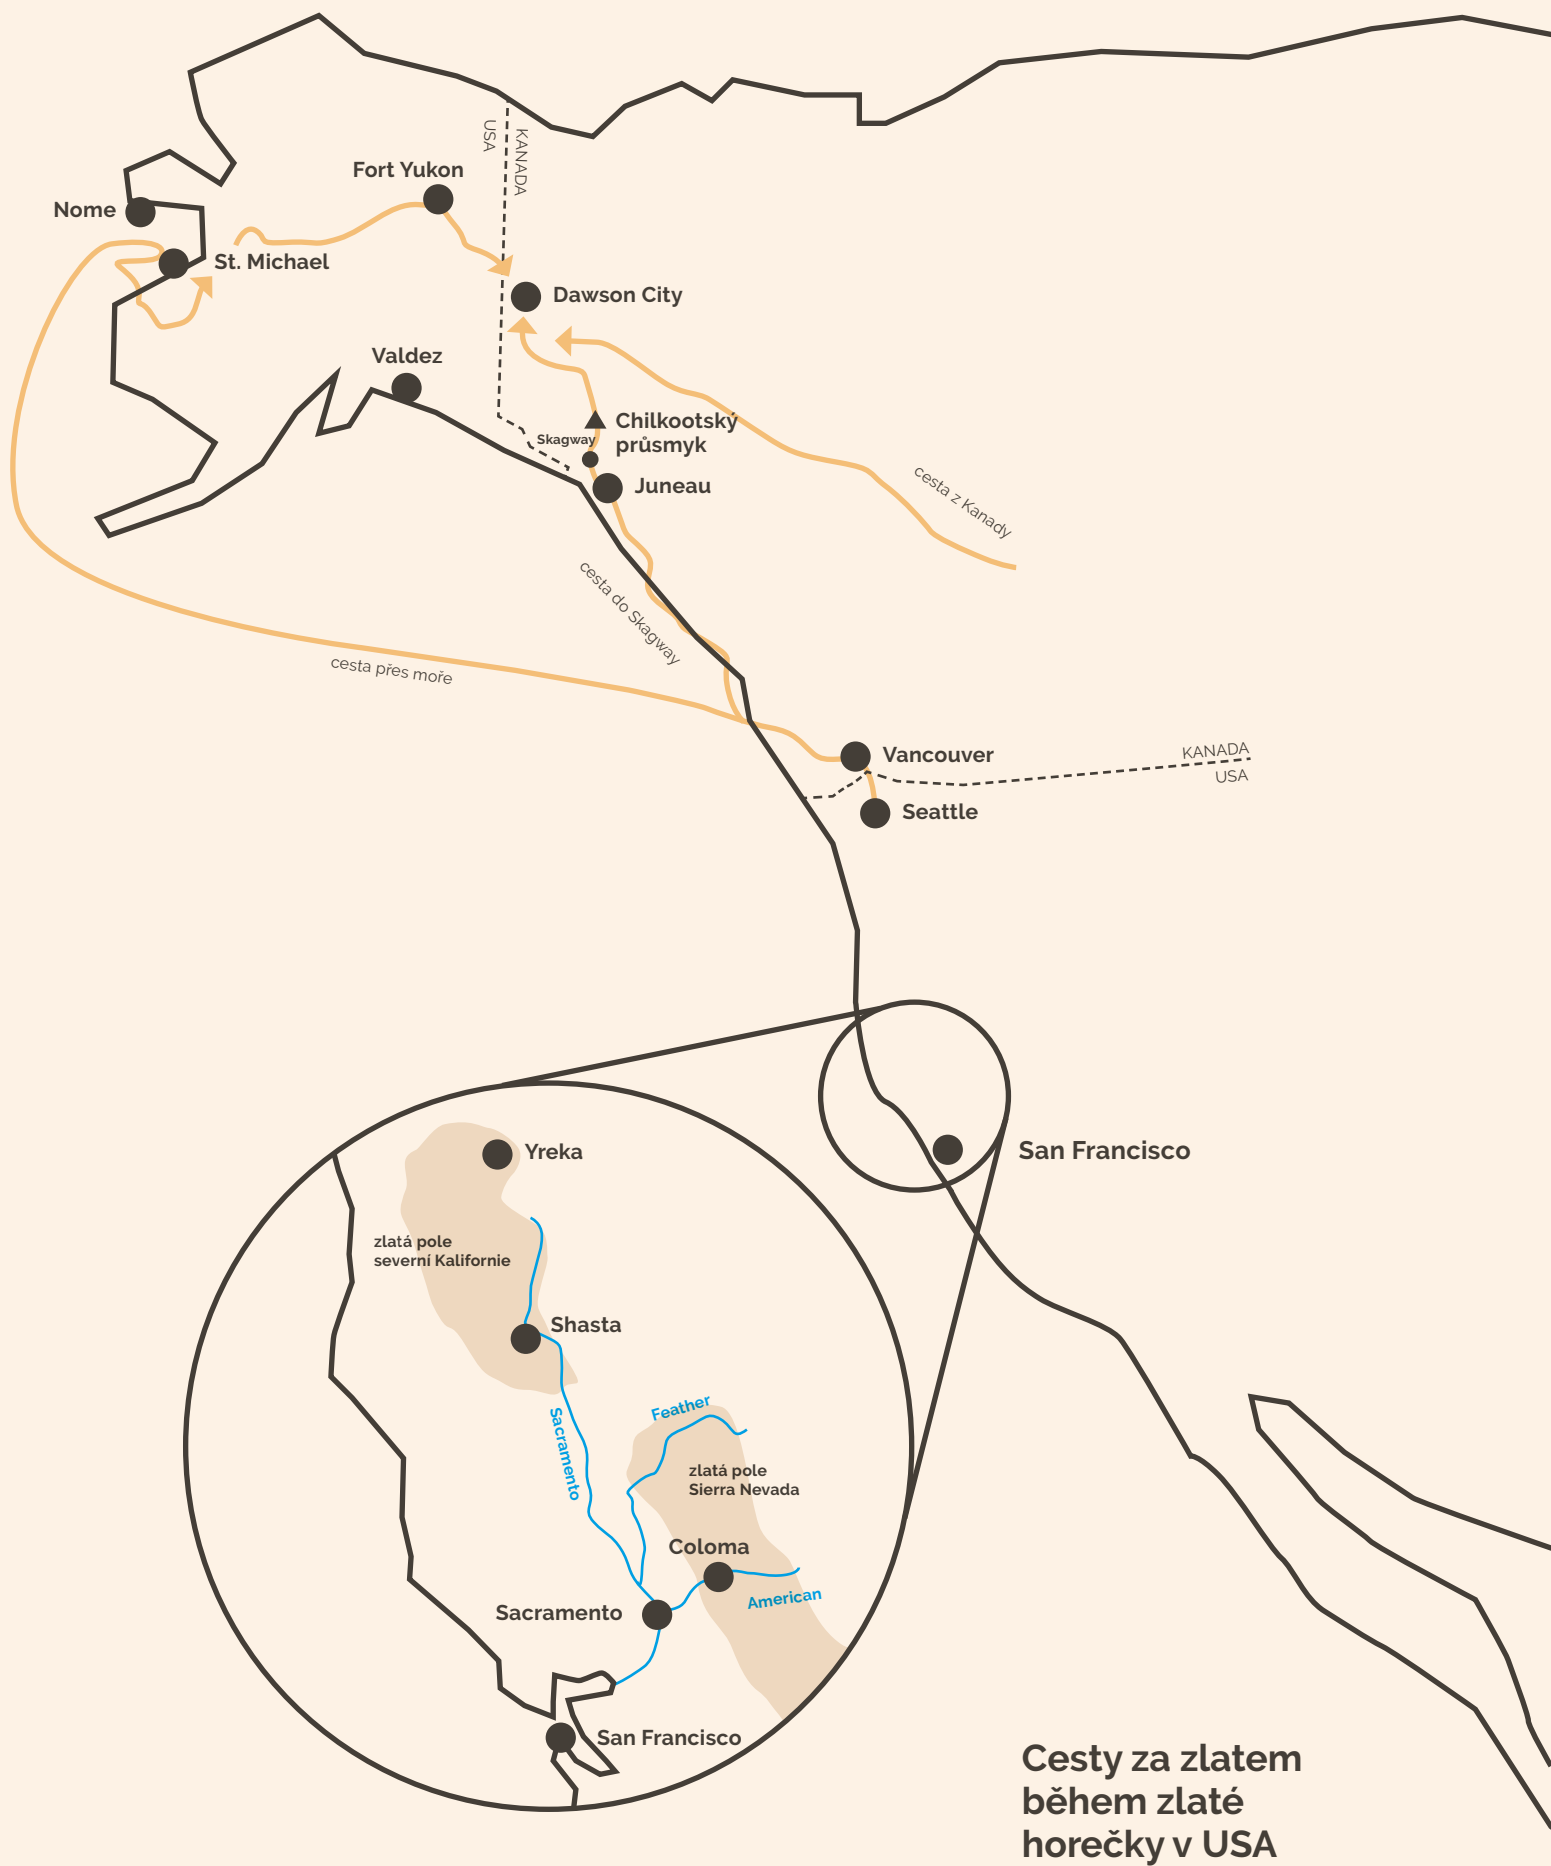 USA
KANADA
Fort Yukon
Nome
St. Michael
Dawson City
Valdez
Chilkootský
průsmyk
Skagway
Juneau
cesta z Kanady
cesta do Skagway
cesta přes moře
Vancouver
KANADA
USA
Seattle
San Francisco
Yreka
zlatá pole
severní Kalifornie
Shasta
Feather
Sacramento
zlatá pole
Sierra Nevada
Coloma
American
Sacramento
San Francisco
Cesty za zlatem
během zlaté
horečky v USA